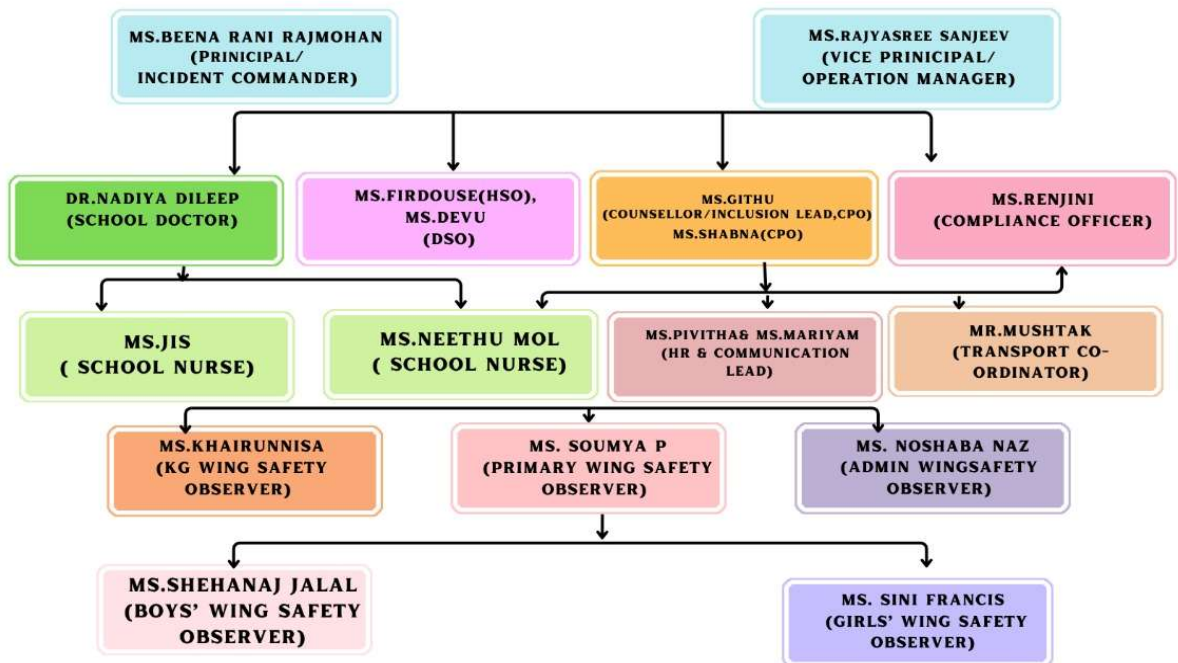 MS.BEENA RANI RAJMOHAN
(PRINICIPAL/
INCIDENT COMMANDER)
MS.RAJYASREE SANJEEV
(VICE PRINICIPAL/
OPERATION MANAGER)
DR.NADIYA DILEEP
(SCHOOL DOCTOR)
MS.FIRDOUSE(HSO),
MS.DEVU
(DSO)
MS.GITHU
(COUNSELLOR/INCLUSION LEAD,CPO)
MS.SHABNA(CPO)
MS.RENJINI
(COMPLIANCE OFFICER)
MS.JIS
( SCHOOL NURSE)
MS.NEETHU MOL
( SCHOOL NURSE)
MS.PIVITHA& MS.MARIYAM
(HR & COMMUNICATION
LEAD)
MR.MUSHTAK
(TRANSPORT CO-
ORDINATOR)
MS.KHAIRUNNISA
(KG WING SAFETY
OBSERVER)
MS. SOUMYA P
(PRIMARY WING SAFETY
OBSERVER)
MS. NOSHABA NAZ
(ADMIN WINGSAFETY
OBSERVER)
MS.SHEHANAJ JALAL
(BOYS' WING SAFETY
OBSERVER)
MS. SINI FRANCIS
(GIRLS' WING SAFETY
OBSERVER)